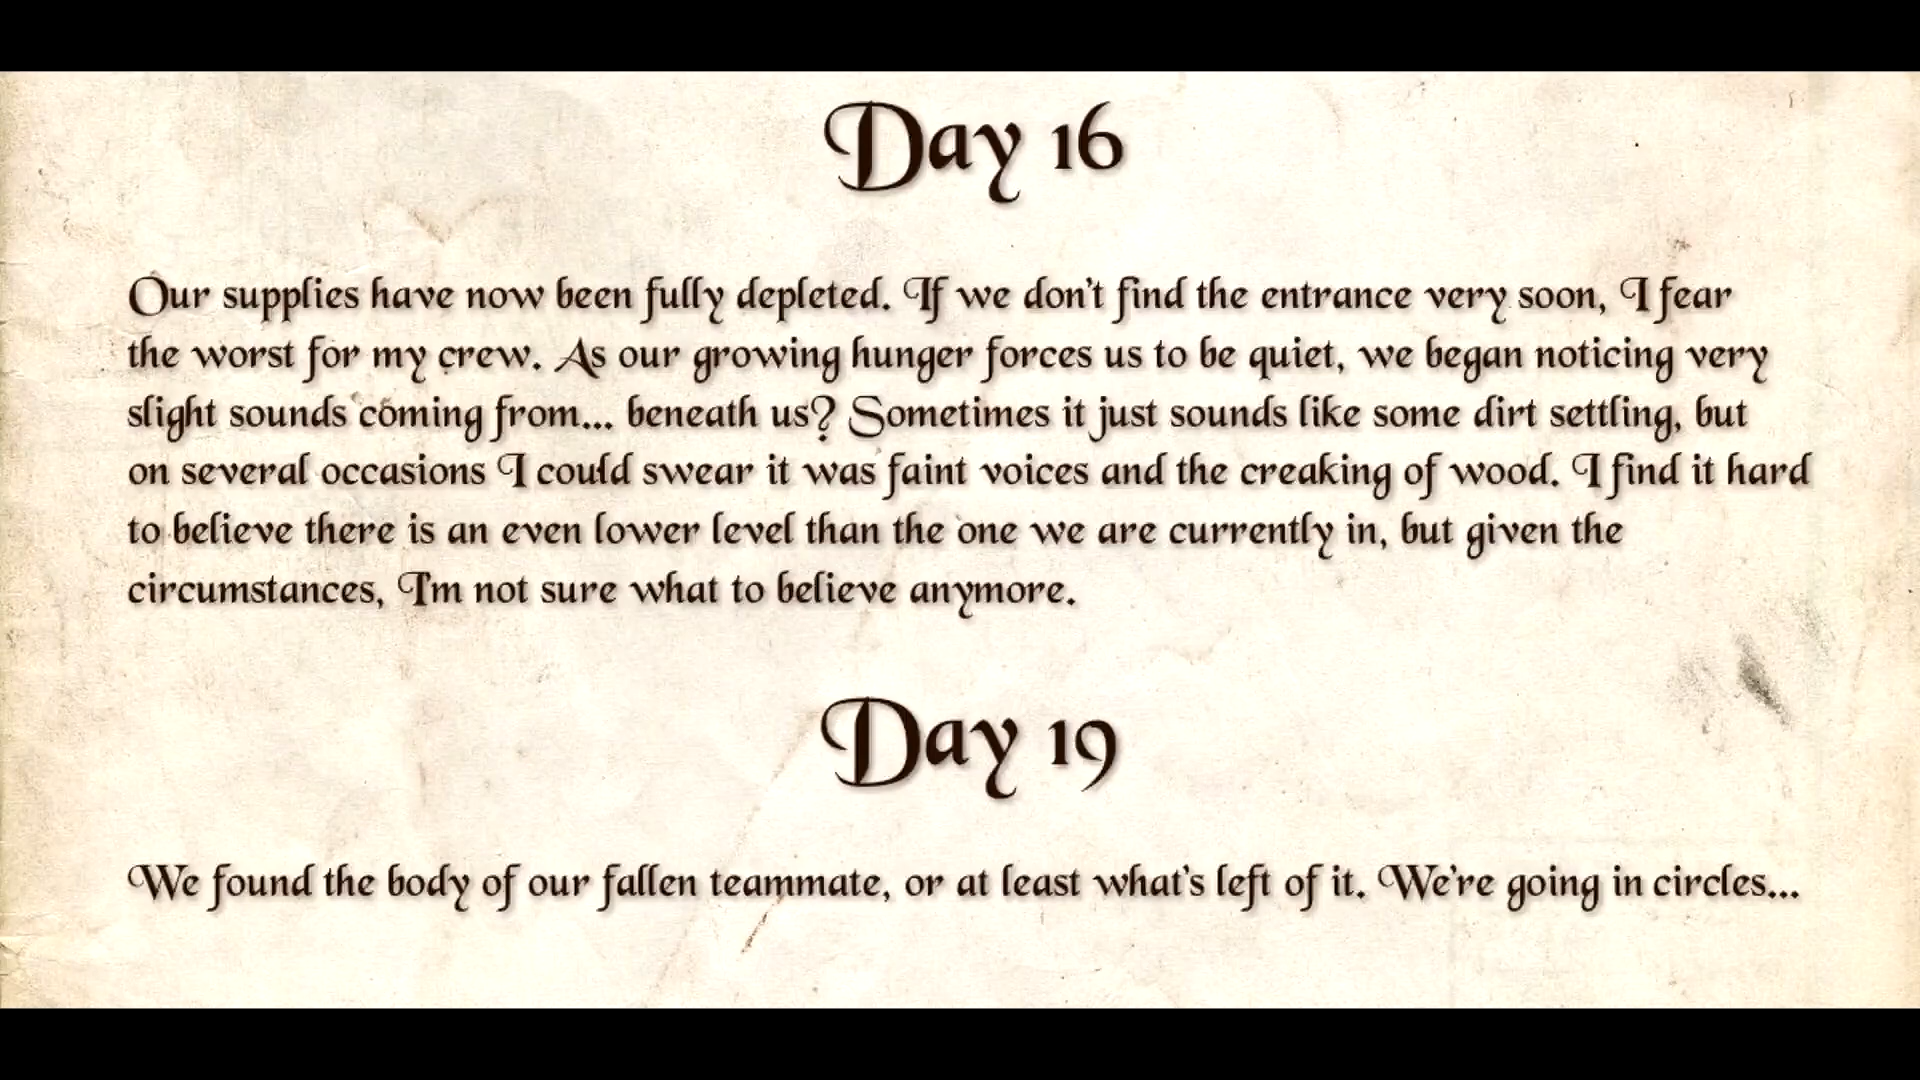 Day 16
Our supplies have now been fully depleted. If we don't find the entrance very soon, I fear
the worst for my crew. As our growing hunger forces us to be quiet, we began noticing very
slight sounds coming from... beneath us? Sometimes it just sounds like some dirt settling, but
on several occasions I could swear it was faint voices and the creaking of wood. I find it hard
to believe there is an even lower level than the one we are currently in, but given the
circumstances, I'm not sure what to believe anymore.
Day 19
We found the body of our fallen teammate, or at least what's left of it. We're going in circles...